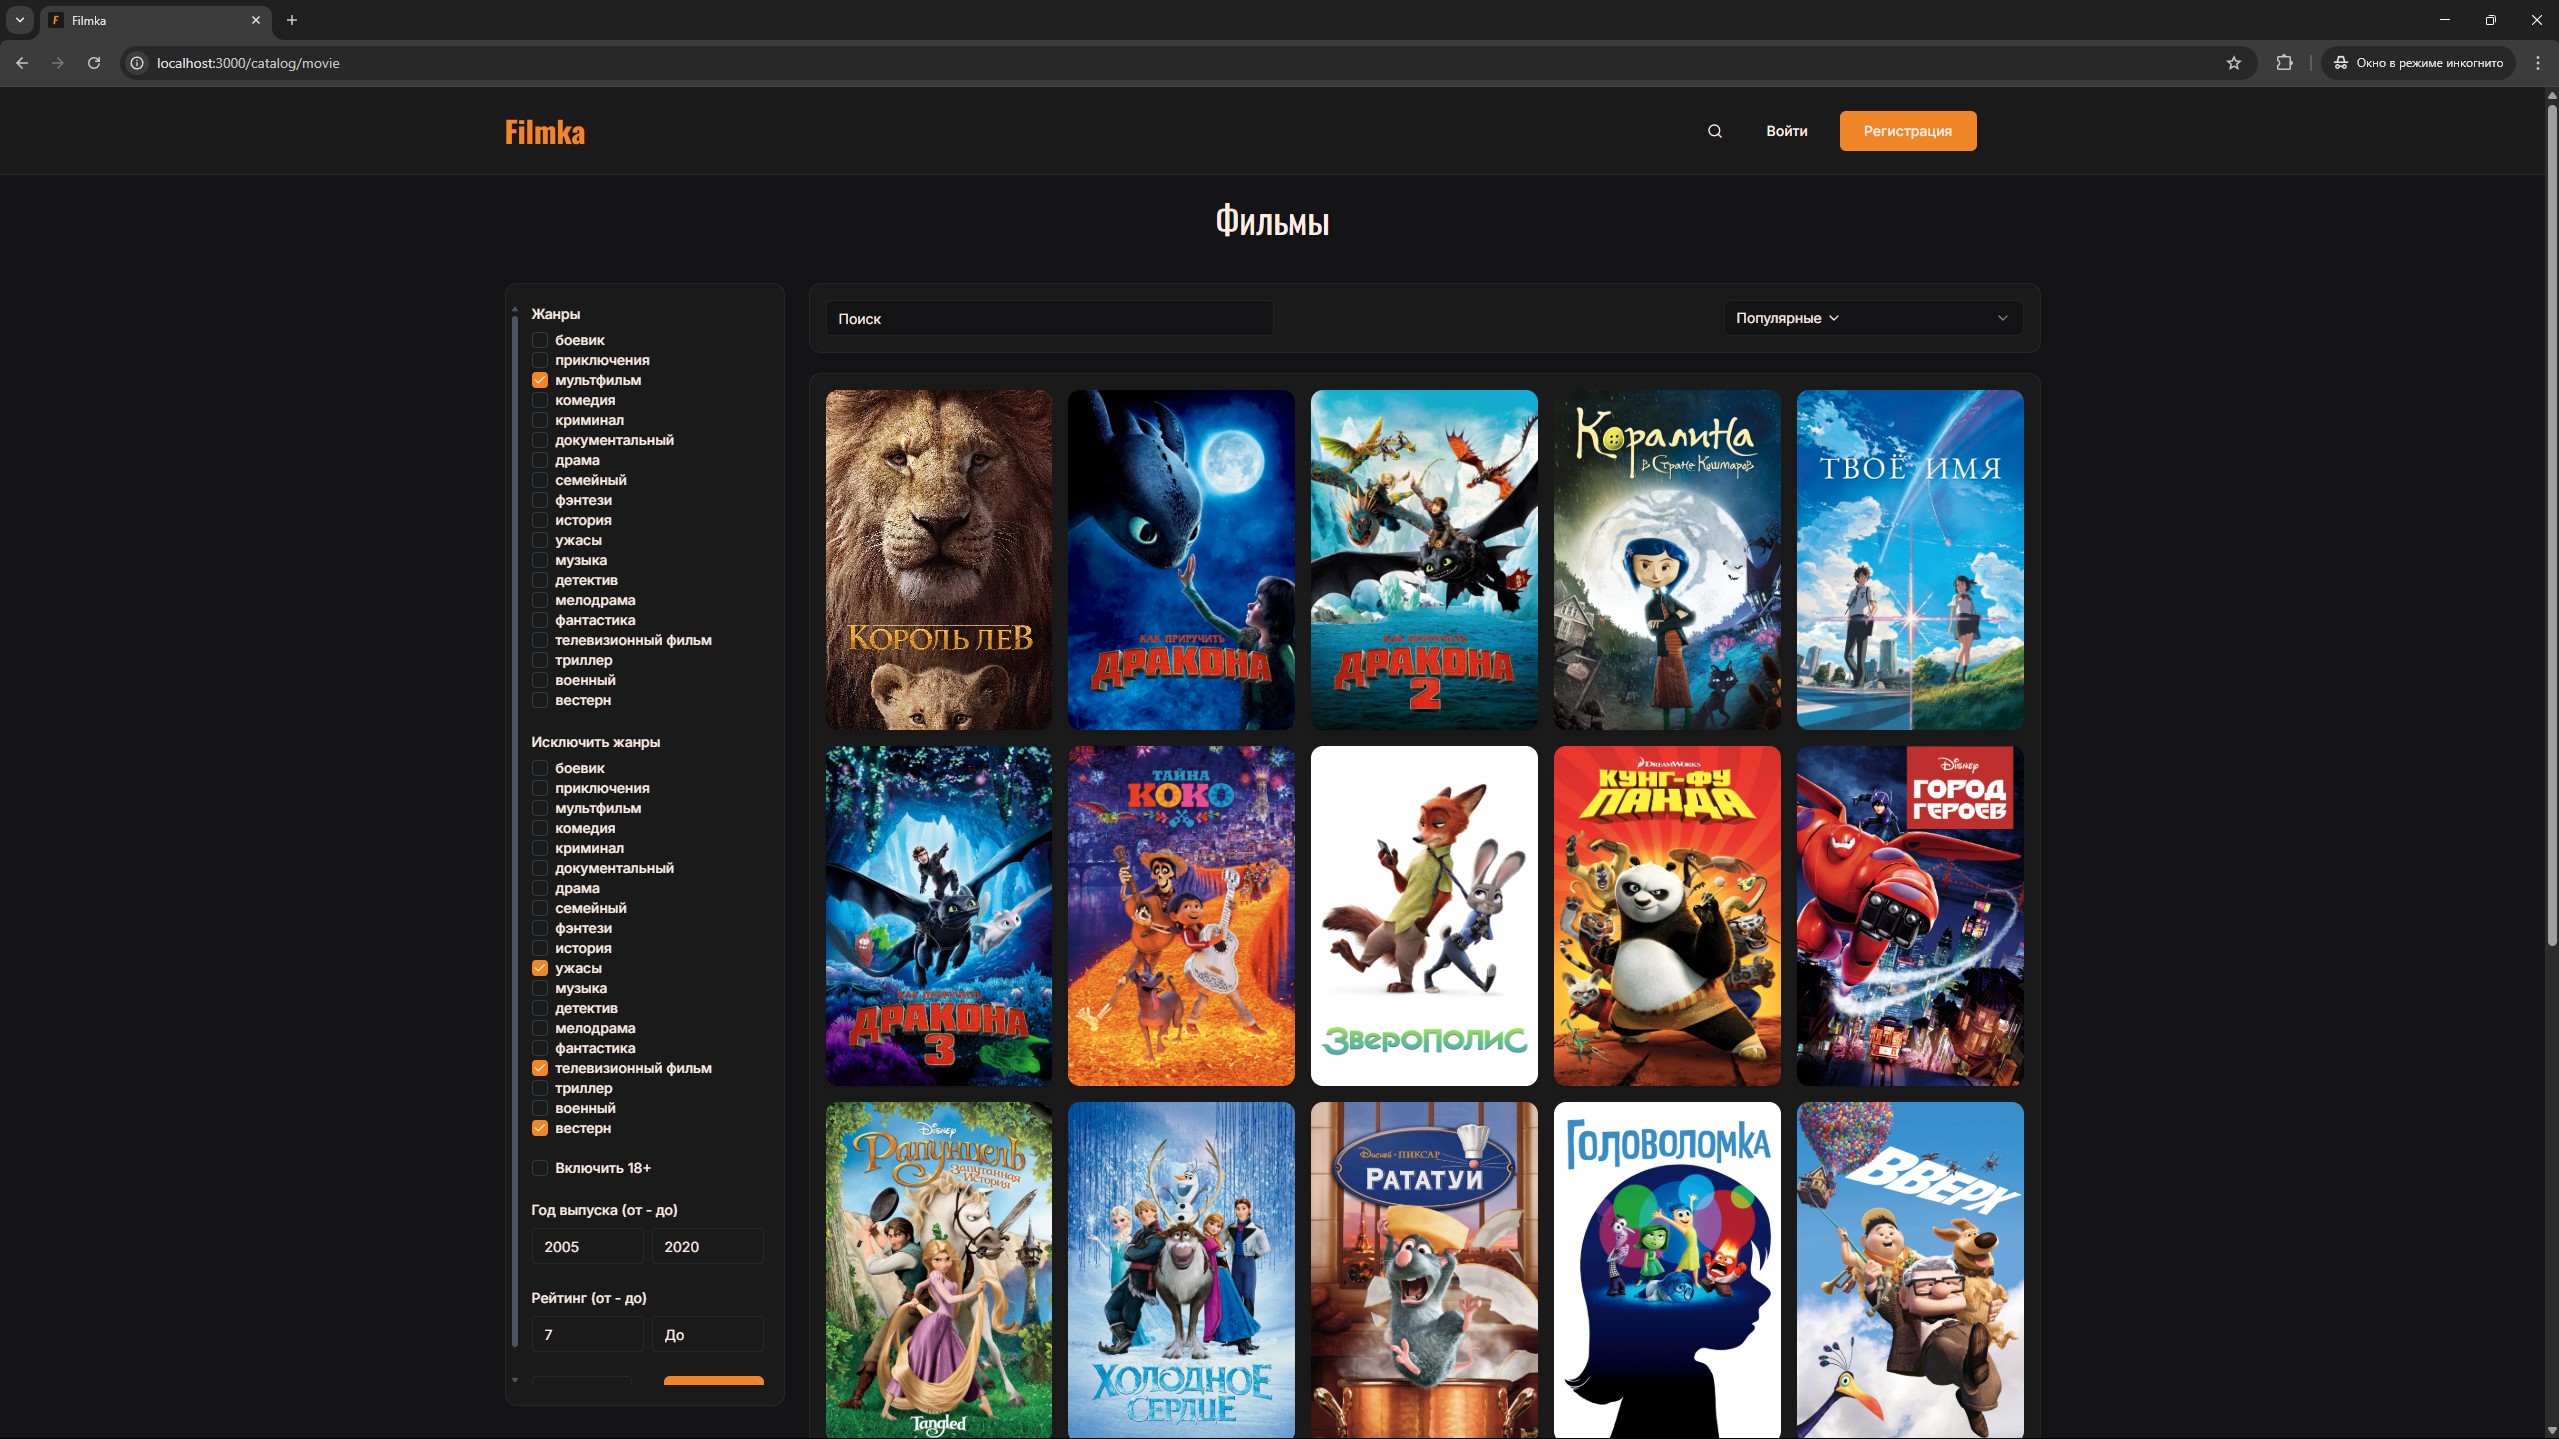 Filmka
localhost:3000/catalog/movie
Окно в режиме инкогнито
Filmka
Войти
Регистрация
Фильмы
Жанры
боевик
приключения
мультфильм
комедия
криминал
документальный
драма
семейный
фэнтези
история
ужасы
музыка
детектив
мелодрама
фантастика
телевизионный фильм
триллер
военный
вестерн
Исключить жанры
боевик
приключения
мультфильм
комедия
криминал
документальный
драма
семейный
фэнтези
история
ужасы
музыка
детектив
мелодрама
фантастика
телевизионный фильм
триллер
военный
вестерн
Включить 18+
Год выпуска (от - до)
2005 2020
Рейтинг (от - до)
7 До
Поиск
Популярные
КОРОЛЬ ЛЕВ
КАК ПРИРУЧИТЬ
ДРАКОНА
КАК ПРИРУЧИТЬ
ДРАКОНА
2
Коралина
в Стране Кошмаров
ТВОЁ ИМЯ
КАК ПРИРУЧИТЬ
ДРАКОНА
3
ТАЙНА
КОКО
ЗВЕРОПОЛИС
DREAMWORKS
КУНГ-ФУ
ПАНДА
Disney
ГОРОД
ГЕРОЕВ
Disney
Рапунцель
Запутанная
История
Tangled
ХОЛОДНОЕ
СЕРДЦЕ
Дисней • ПИКСАР
РАТАТУЙ
ГОЛОВОЛОМКА
ВВЕРХ